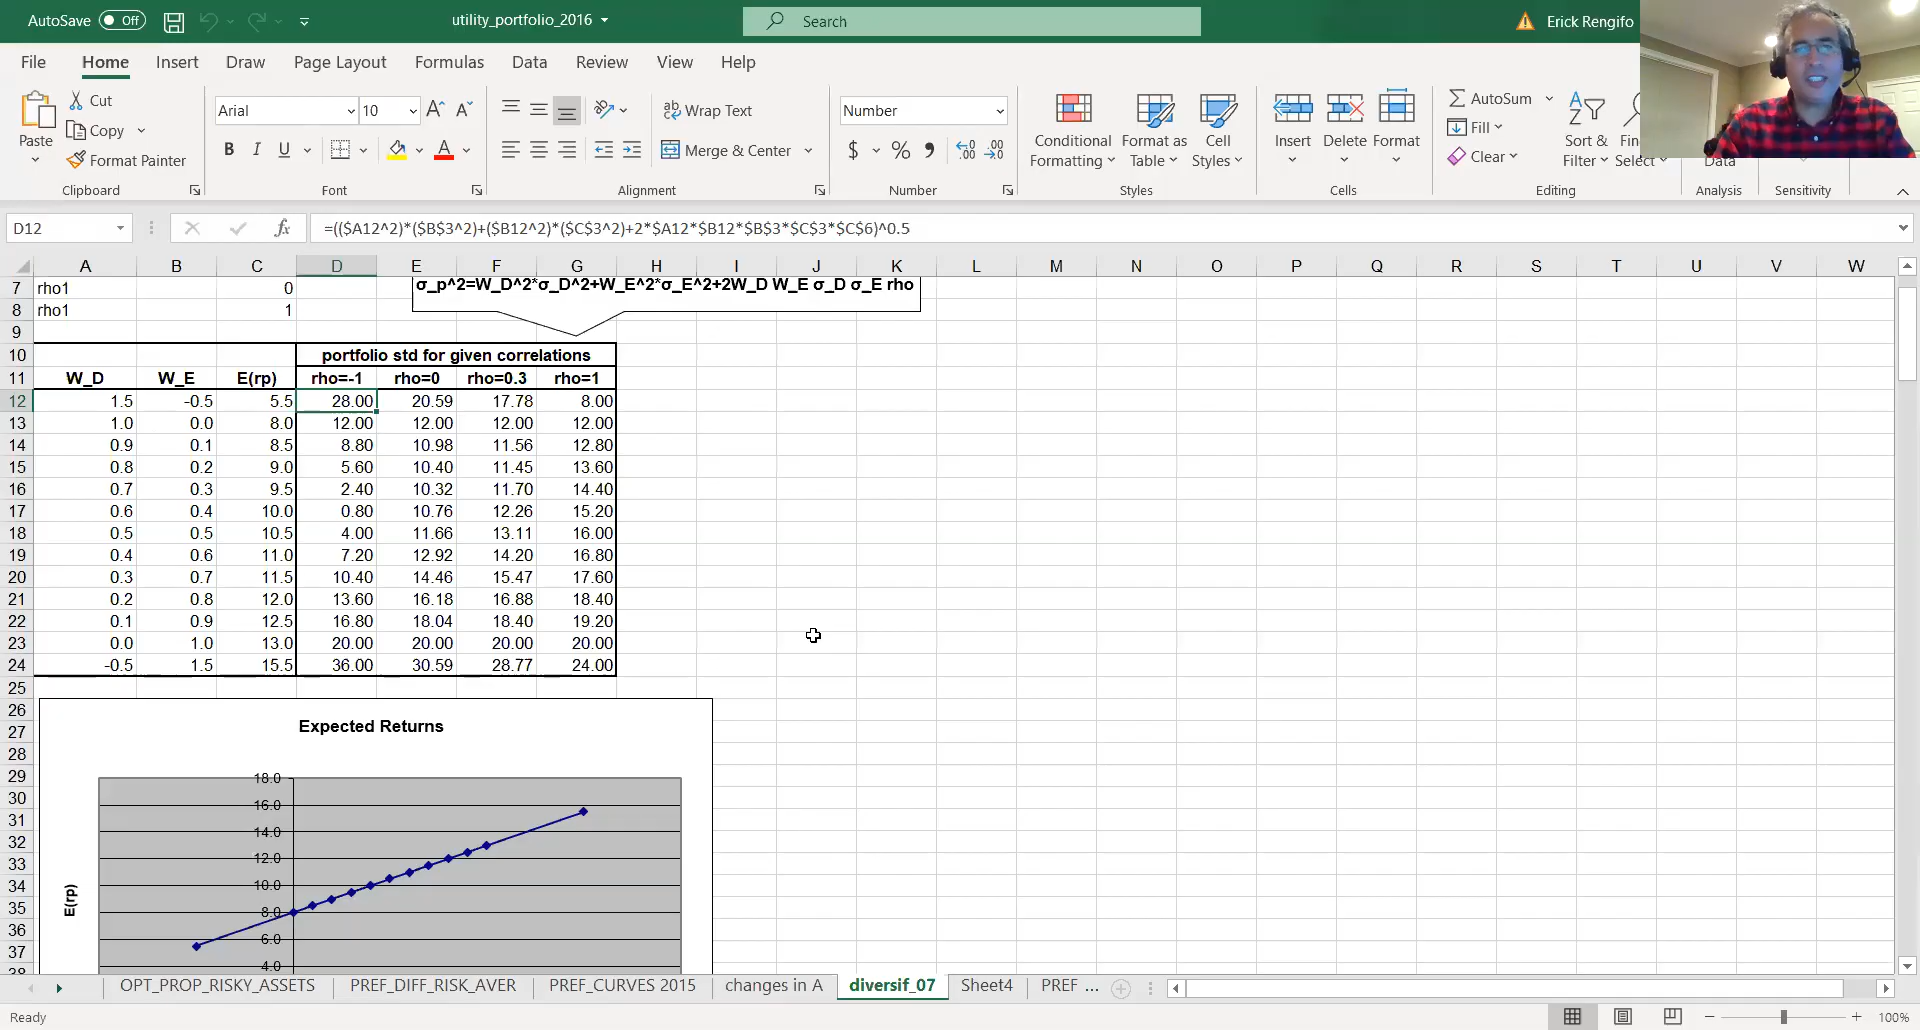 AutoSave Off utility_portfolio_2016 Search Erick Rengifo
File Home Insert Draw Page Layout Formulas Data Review View Help
Paste Cut Copy Format Painter Clipboard
Arial 10 B I U A Font
ab Wrap Text Merge & Center Alignment
Number $ % Number
Conditional Formatting Format as Table Cell Styles Styles
Insert Delete Format Cells
AutoSum Fill Clear Sort & Filter Select Editing
Data Analysis Sensitivity
D12 fx =(($A12^2)*($B$3^2)+($B12^2)*($C$3^2)+2*$A12*$B12*$B$3*$C$3*$C$6)^0.5
A B C D E F G H I J K L M N O P Q R S T U V W
7 rho1 0 σ_p^2=W_D^2*σ_D^2+W_E^2*σ_E^2+2W_D W_E σ_D σ_E rho
8 rho1 1
9
10 portfolio std for given correlations
11 W_D W_E E(rp) rho=-1 rho=0 rho=0.3 rho=1
12 1.5 -0.5 5.5 28.00 20.59 17.78 8.00
13 1.0 0.0 8.0 12.00 12.00 12.00 12.00
14 0.9 0.1 8.5 8.80 10.98 11.56 12.80
15 0.8 0.2 9.0 5.60 10.40 11.45 13.60
16 0.7 0.3 9.5 2.40 10.32 11.70 14.40
17 0.6 0.4 10.0 0.80 10.76 12.26 15.20
18 0.5 0.5 10.5 4.00 11.66 13.11 16.00
19 0.4 0.6 11.0 7.20 12.92 14.20 16.80
20 0.3 0.7 11.5 10.40 14.46 15.47 17.60
21 0.2 0.8 12.0 13.60 16.18 16.88 18.40
22 0.1 0.9 12.5 16.80 18.04 18.40 19.20
23 0.0 1.0 13.0 20.00 20.00 20.00 20.00
24 -0.5 1.5 15.5 36.00 30.59 28.77 24.00
25
26
27 Expected Returns
28
29 18.0
30 16.0
31
32 14.0
33 12.0
34 10.0
35 E(rp) 8.0
36 6.0
37
4.0
OPT_PROP_RISKY_ASSETS PREF_DIFF_RISK_AVER PREF_CURVES 2015 changes in A diversif_07 Sheet4 PREF ...
Ready 100%